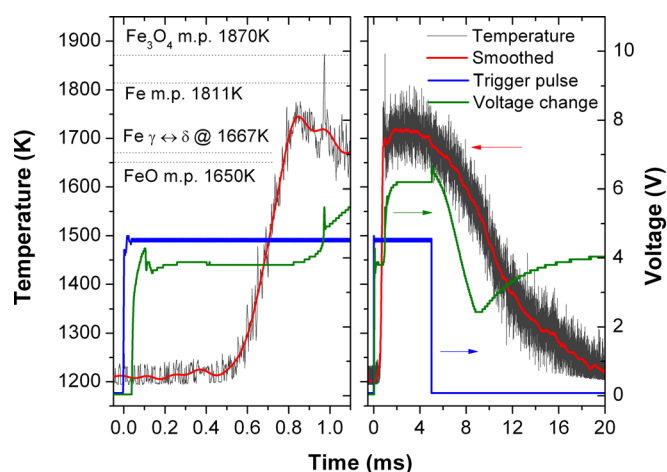 1900
1800
1700
1600
1500
1400
1300
1200
Temperature (K)
Fe3O4 m.p. 1870K
Fe m.p. 1811K
Fe γ ↔ δ @ 1667K
FeO m.p. 1650K
0.0 0.2 0.4 0.6 0.8 1.0
Temperature
Smoothed
Trigger pulse
Voltage change
10
8
6
4
2
0
Voltage (V)
0 4 8 12 16 20
Time (ms) Time (ms)